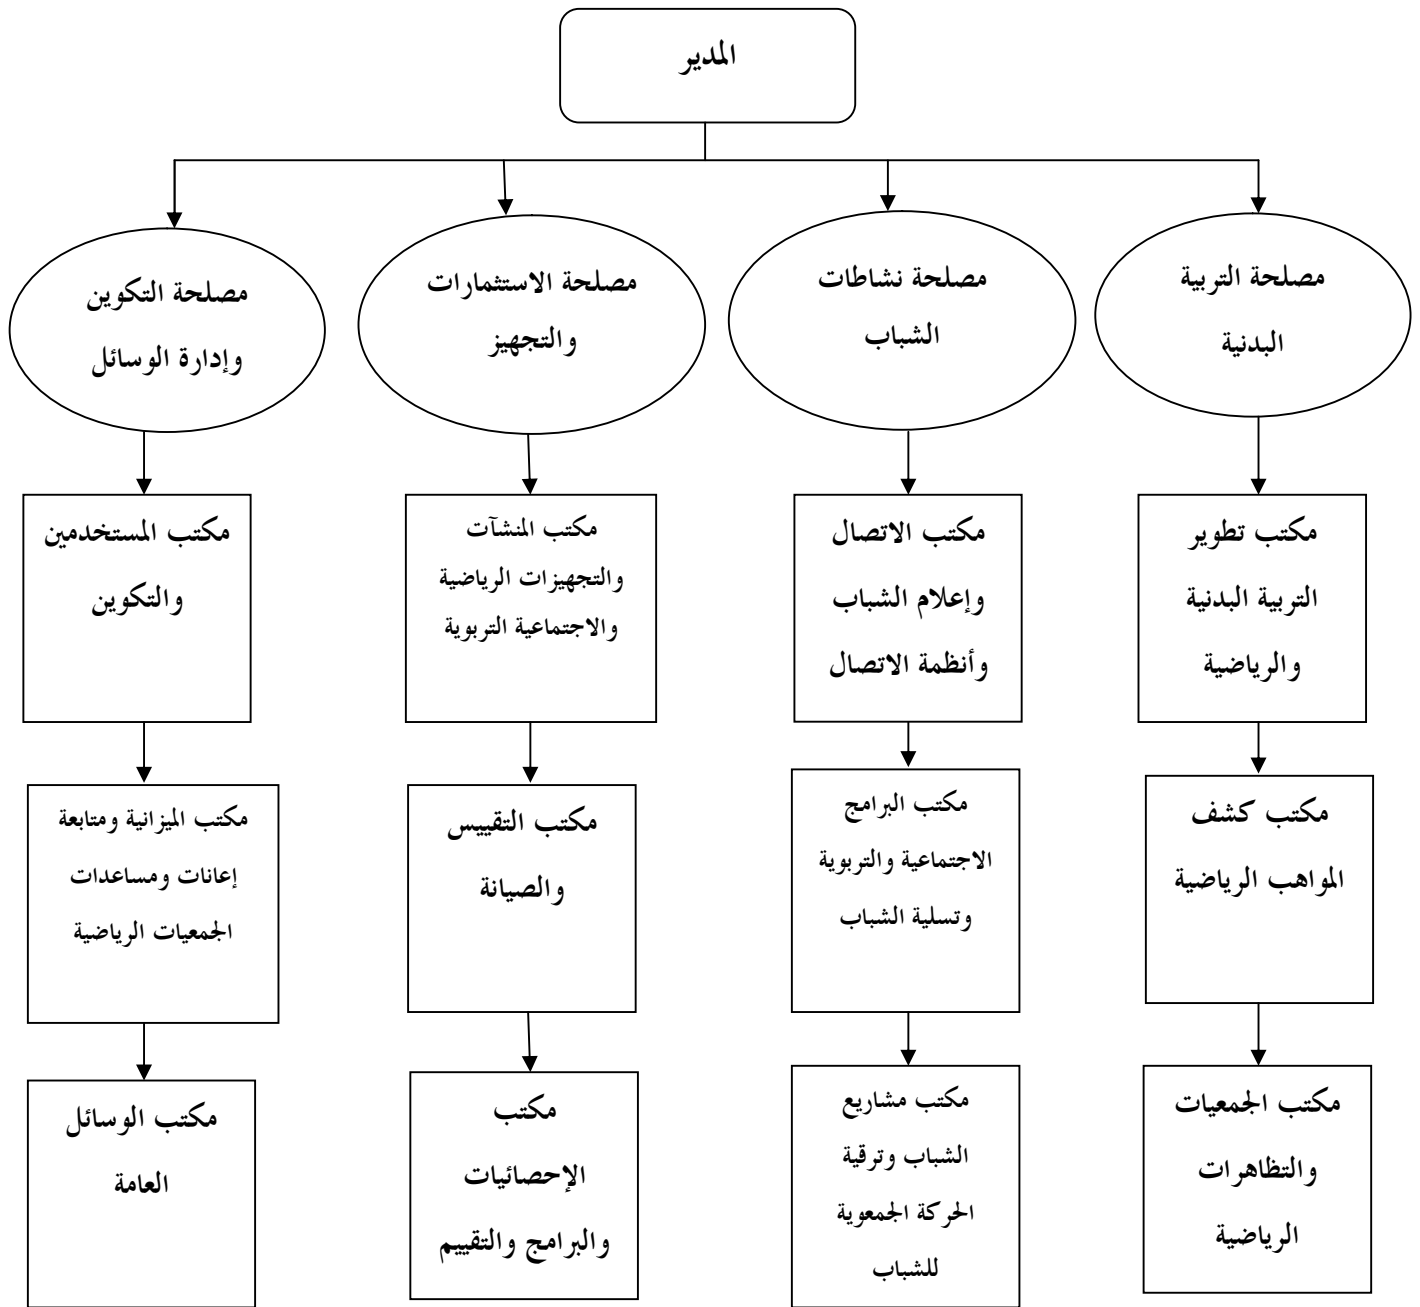 المدير
مصلحة التربية
البدنية
مصلحة نشاطات
الشباب
مصلحة الاستثمارات
والتجهيز
مصلحة التكوين
وإدارة الوسائل
مكتب تطوير
التربية البدنية
والرياضية
مكتب الاتصال
وإعلام الشباب
وأنظمة الاتصال
مكتب المنشآت
والتجهيزات الرياضية
والاجتماعية التربوية
مكتب المستخدمين
والتكوين
مكتب كشف
المواهب الرياضية
مكتب البرامج
الاجتماعية والتربوية
وتسلية الشباب
مكتب التقييس
والصيانة
مكتب الميزانية ومتابعة
إعانات ومساعدات
الجمعيات الرياضية
مكتب الجمعيات
والتظاهرات
الرياضية
مكتب مشاريع
الشباب وترقية
الحركة الجمعوية
للشباب
مكتب
الإحصائيات
والبرامج والتقييم
مكتب الوسائل
العامة